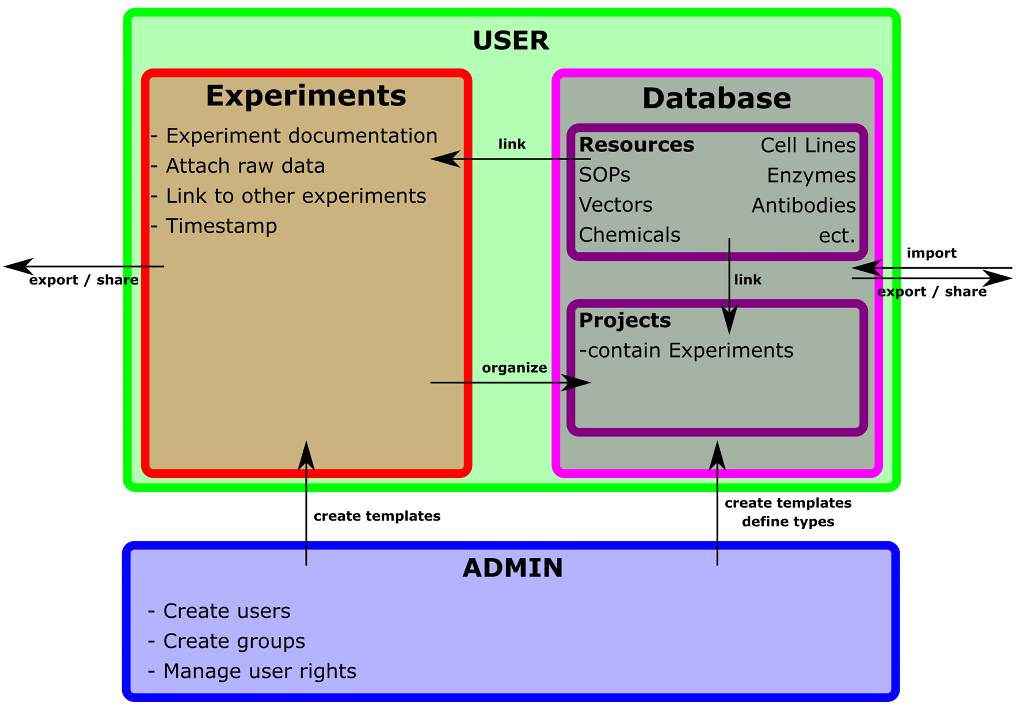 USER
Experiments
- Experiment documentation
- Attach raw data
- Link to other experiments
- Timestamp
export / share
link
organize
Database
Resources
Cell Lines
SOPs
Enzymes
Vectors
Antibodies
Chemicals
ect.
link
Projects
-contain Experiments
import
export / share
create templates
create templates
define types
ADMIN
- Create users
- Create groups
- Manage user rights